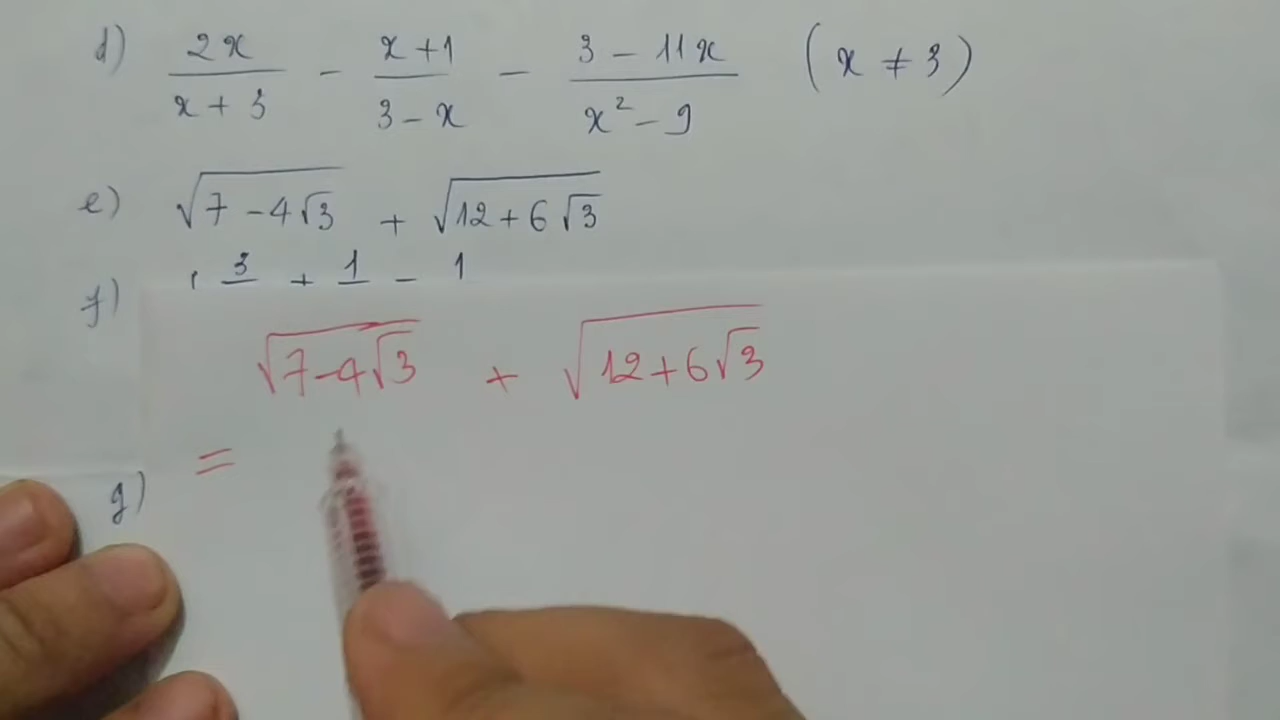 d) 2x/(x + 3) - (x + 1)/(3 - x) - (3 - 11x)/(x² - 9) (x ≠ 3)
e) √(7 - 4√3) + √(12 + 6√3)
f) 3 + 1 - 1
√(7 - 4√3) + √(12 + 6√3)
=
g)